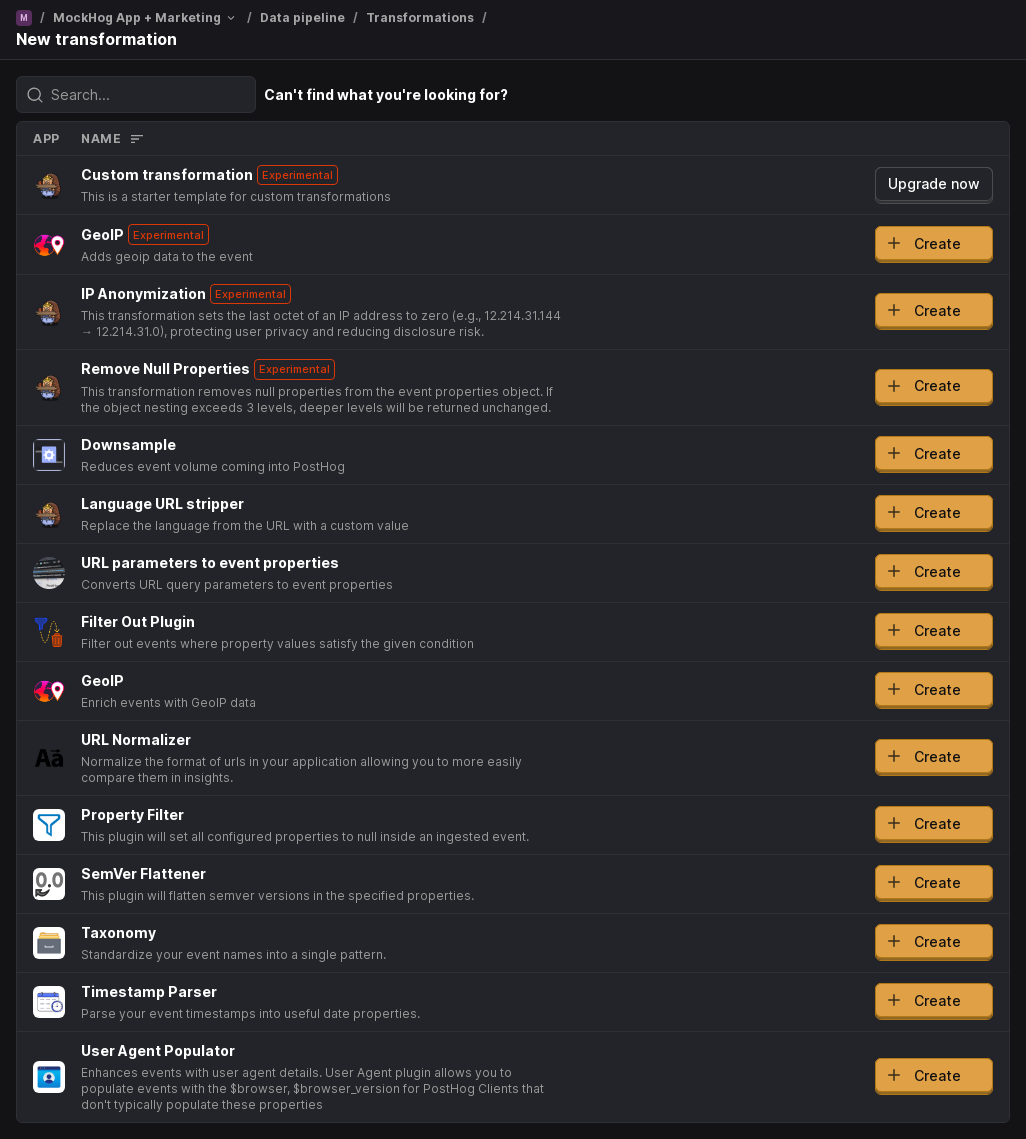 M / MockHog App + Marketing / Data pipeline / Transformations /
New transformation
Search...
Can't find what you're looking for?
APP NAME
Custom transformation Experimental
This is a starter template for custom transformations
Upgrade now
GeoIP Experimental
Adds geoip data to the event
Create
IP Anonymization Experimental
This transformation sets the last octet of an IP address to zero (e.g., 12.214.31.144
→ 12.214.31.0), protecting user privacy and reducing disclosure risk.
Create
Remove Null Properties Experimental
This transformation removes null properties from the event properties object. If
the object nesting exceeds 3 levels, deeper levels will be returned unchanged.
Create
Downsample
Reduces event volume coming into PostHog
Create
Language URL stripper
Replace the language from the URL with a custom value
Create
URL parameters to event properties
Converts URL query parameters to event properties
Create
Filter Out Plugin
Filter out events where property values satisfy the given condition
Create
GeoIP
Enrich events with GeoIP data
Create
Aā
URL Normalizer
Normalize the format of urls in your application allowing you to more easily
compare them in insights.
Create
Property Filter
This plugin will set all configured properties to null inside an ingested event.
Create
0.0
SemVer Flattener
This plugin will flatten semver versions in the specified properties.
Create
Taxonomy
Standardize your event names into a single pattern.
Create
Timestamp Parser
Parse your event timestamps into useful date properties.
Create
User Agent Populator
Enhances events with user agent details. User Agent plugin allows you to
populate events with the $browser, $browser_version for PostHog Clients that
don't typically populate these properties
Create